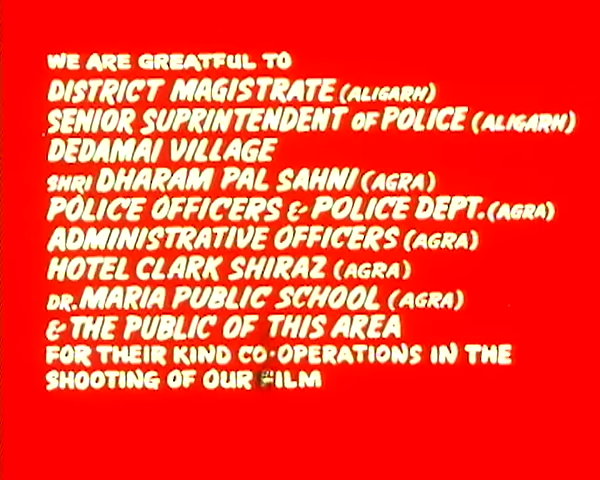 WE ARE GREATFUL TO
DISTRICT MAGISTRATE (ALIGARH)
SENIOR SUPRINTENDENT OF POLICE (ALIGARH)
DEDAMAI VILLAGE
SHRI DHARAM PAL SAHNI (AGRA)
POLICE OFFICERS & POLICE DEPT. (AGRA)
ADMINISTRATIVE OFFICERS (AGRA)
HOTEL CLARK SHIRAZ (AGRA)
DR. MARIA PUBLIC SCHOOL (AGRA)
& THE PUBLIC OF THIS AREA
FOR THEIR KIND CO-OPERATIONS IN THE
SHOOTING OF OUR FILM